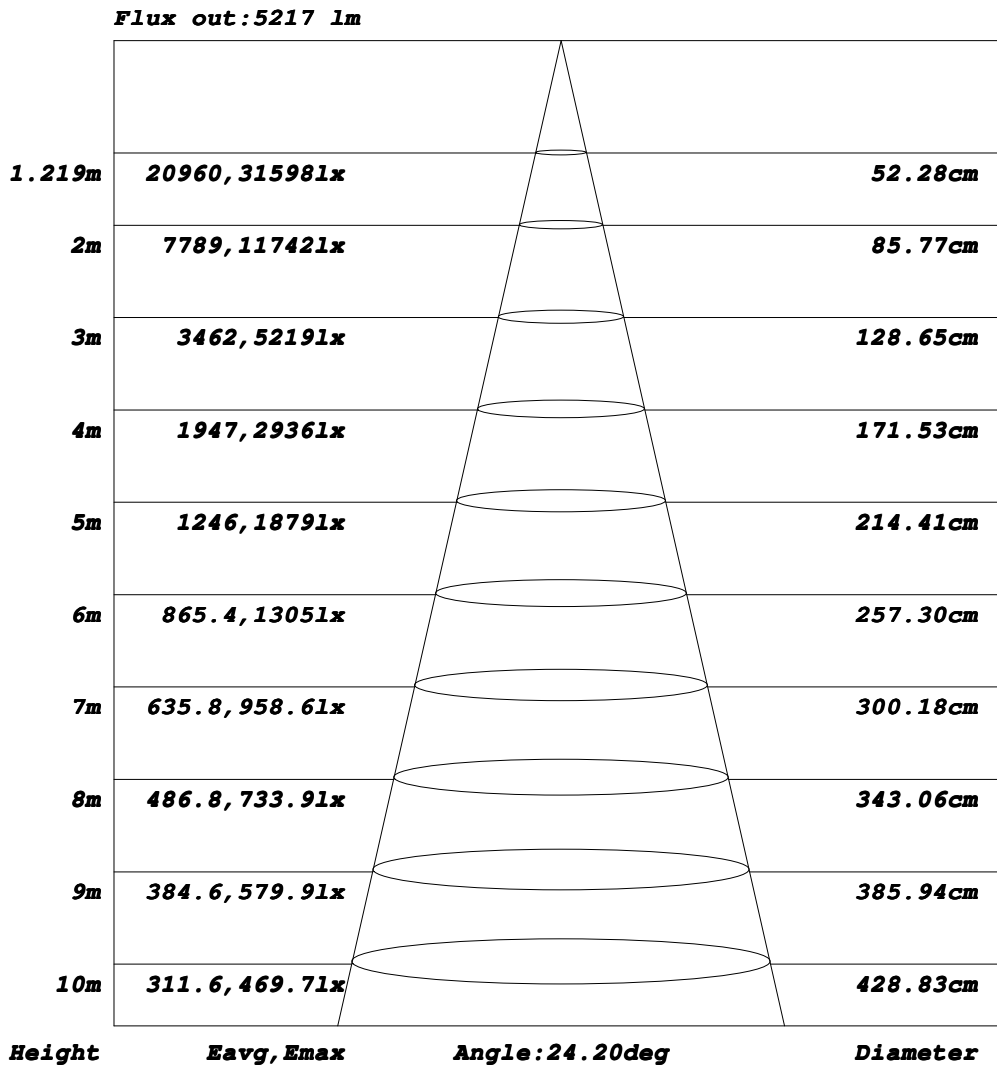 Flux out:5217 lm
1.219m 20960,31598lx 52.28cm
2m 7789,11742lx 85.77cm
3m 3462,5219lx 128.65cm
4m 1947,2936lx 171.53cm
5m 1246,1879lx 214.41cm
6m 865.4,1305lx 257.30cm
7m 635.8,958.6lx 300.18cm
8m 486.8,733.9lx 343.06cm
9m 384.6,579.9lx 385.94cm
10m 311.6,469.7lx 428.83cm
Height Eavg,Emax Angle:24.20deg Diameter